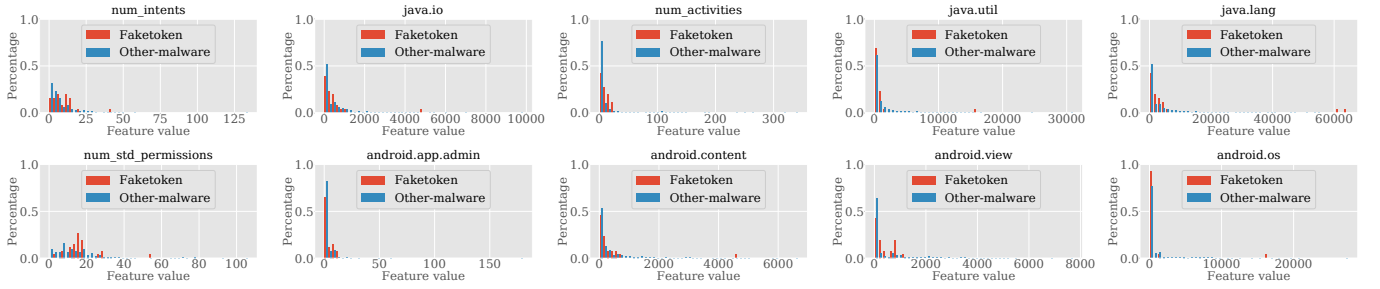 num_intents
1.0
0.5
0.0
Percentage
Faketoken
Other-malware
0 25 50 75 100 125
Feature value
java.io
1.0
0.5
0.0
Percentage
Faketoken
Other-malware
0 2000 4000 6000 8000 10000
Feature value
num_activities
1.0
0.5
0.0
Percentage
Faketoken
Other-malware
0 100 200 300
Feature value
java.util
1.0
0.5
0.0
Percentage
Faketoken
Other-malware
0 10000 20000 30000
Feature value
java.lang
1.0
0.5
0.0
Percentage
Faketoken
Other-malware
0 20000 40000 60000
Feature value
num_std_permissions
1.0
0.5
0.0
Percentage
Faketoken
Other-malware
0 20 40 60 80 100
Feature value
android.app.admin
1.0
0.5
0.0
Percentage
Faketoken
Other-malware
0 50 100 150
Feature value
android.content
1.0
0.5
0.0
Percentage
Faketoken
Other-malware
0 2000 4000 6000
Feature value
android.view
1.0
0.5
0.0
Percentage
Faketoken
Other-malware
0 2000 4000 6000 8000
Feature value
android.os
1.0
0.5
0.0
Percentage
Faketoken
Other-malware
0 10000 20000
Feature value